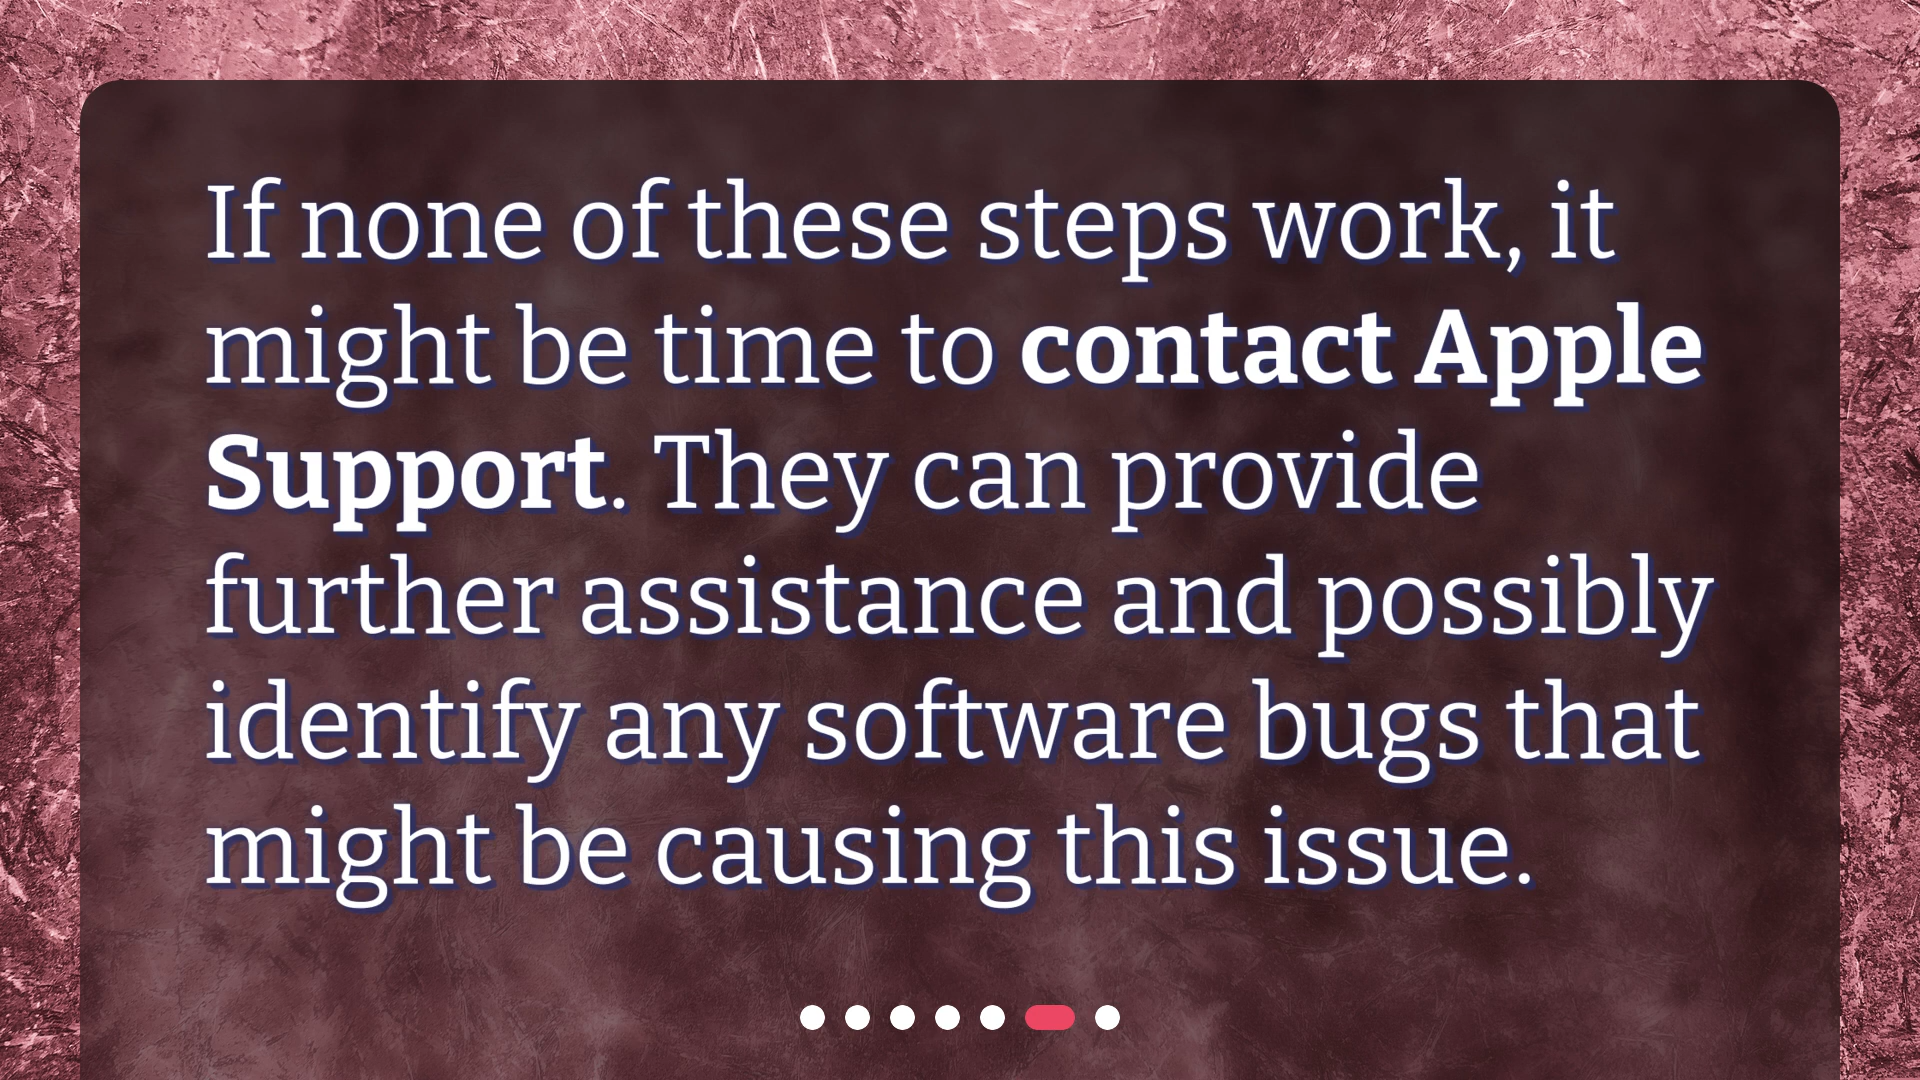 If none of these steps work, it
might be time to contact Apple
Support. They can provide
further assistance and possibly
identify any software bugs that
might be causing this issue.